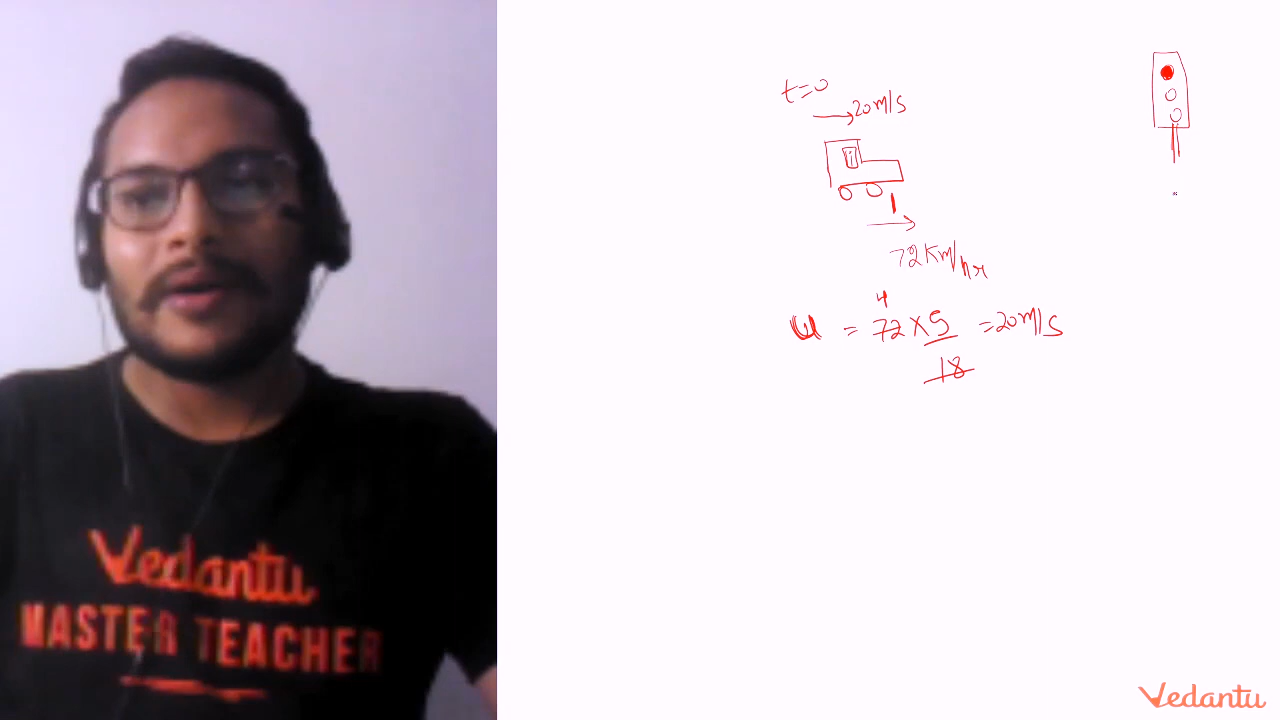 t=0
20m/s
72km/hr
4
u = 72 × 5 = 20m/s
18
Vedantu
MASTER TEACHER
Vedantu